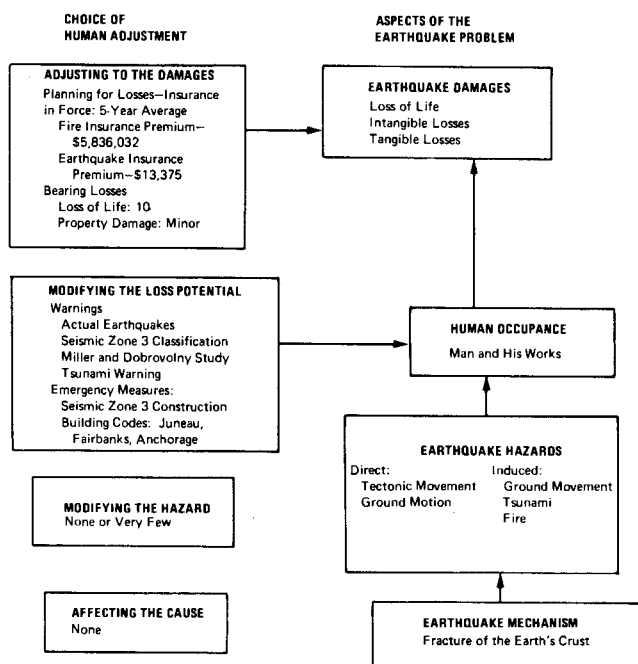 CHOICE OF
HUMAN ADJUSTMENT
ADJUSTING TO THE DAMAGES
Planning for Losses—Insurance
in Force: 5-Year Average
Fire Insurance Premium—
$5,836,032
Earthquake Insurance
Premium—$13,375
Bearing Losses
Loss of Life: 10
Property Damage: Minor
MODIFYING THE LOSS POTENTIAL
Warnings
Actual Earthquakes
Seismic Zone 3 Classification
Miller and Dobrovolny Study
Tsunami Warning
Emergency Measures:
Seismic Zone 3 Construction
Building Codes: Juneau,
Fairbanks, Anchorage
MODIFYING THE HAZARD
None or Very Few
AFFECTING THE CAUSE
None
ASPECTS OF THE
EARTHQUAKE PROBLEM
EARTHQUAKE DAMAGES
Loss of Life
Intangible Losses
Tangible Losses
HUMAN OCCUPANCE
Man and His Works
EARTHQUAKE HAZARDS
Direct:
Tectonic Movement
Ground Motion
Induced:
Ground Movement
Tsunami
Fire
EARTHQUAKE MECHANISM
Fracture of the Earth's Crust